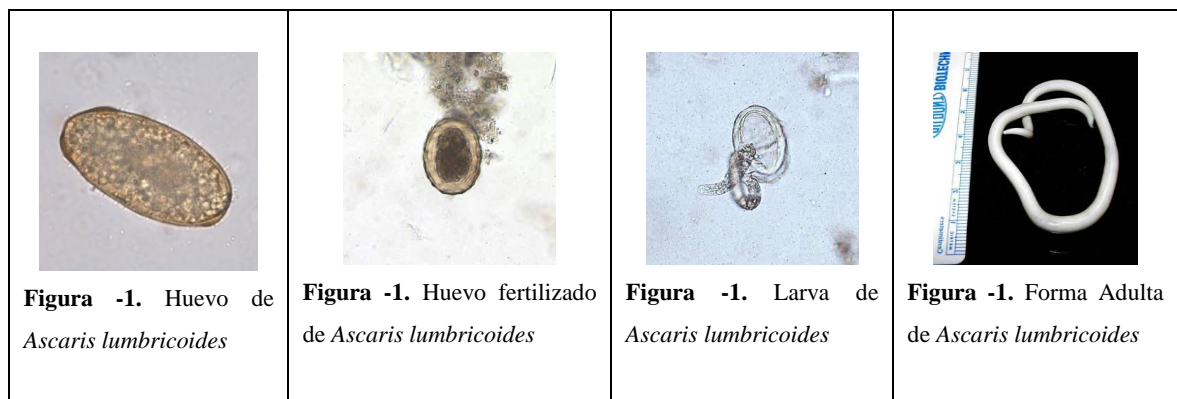 Figura -1. Huevo de
Ascaris lumbricoides
Figura -1. Huevo fertilizado
de Ascaris lumbricoides
Figura -1. Larva de
Ascaris lumbricoides
Figura -1. Forma Adulta
de Ascaris lumbricoides